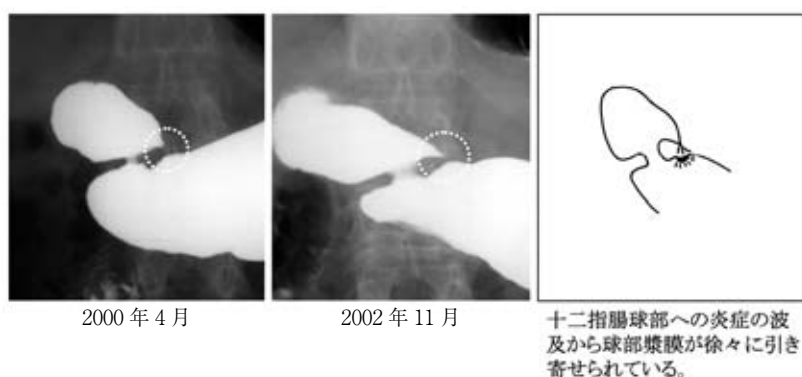 2000 年 4 月
2002 年 11 月
十二指腸球部への炎症の波
及から球部漿膜が徐々に引き
寄せられている。